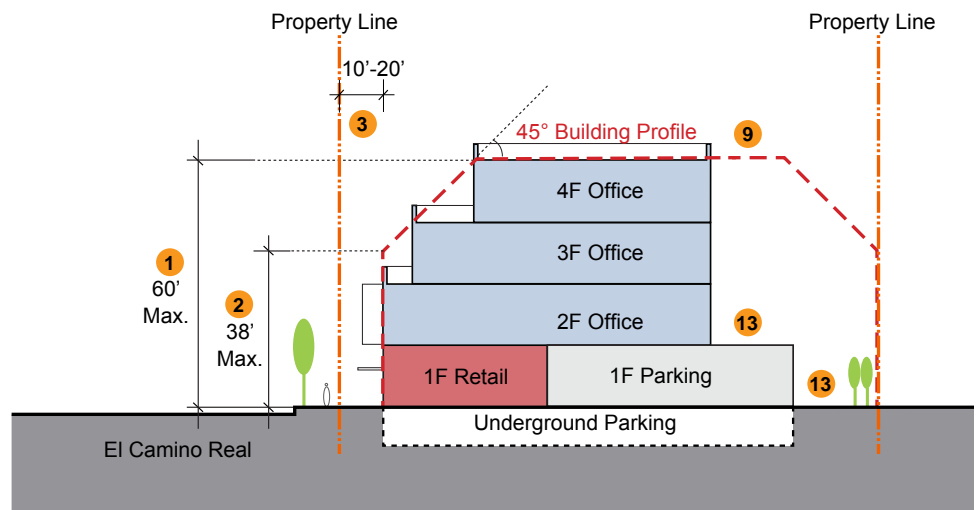 Property Line
Property Line
10’-20’
3
45° Building Profile
9
4F Office
1
60’
Max.
3F Office
2
38’
Max.
2F Office
13
1F Retail
1F Parking
13
Underground Parking
El Camino Real